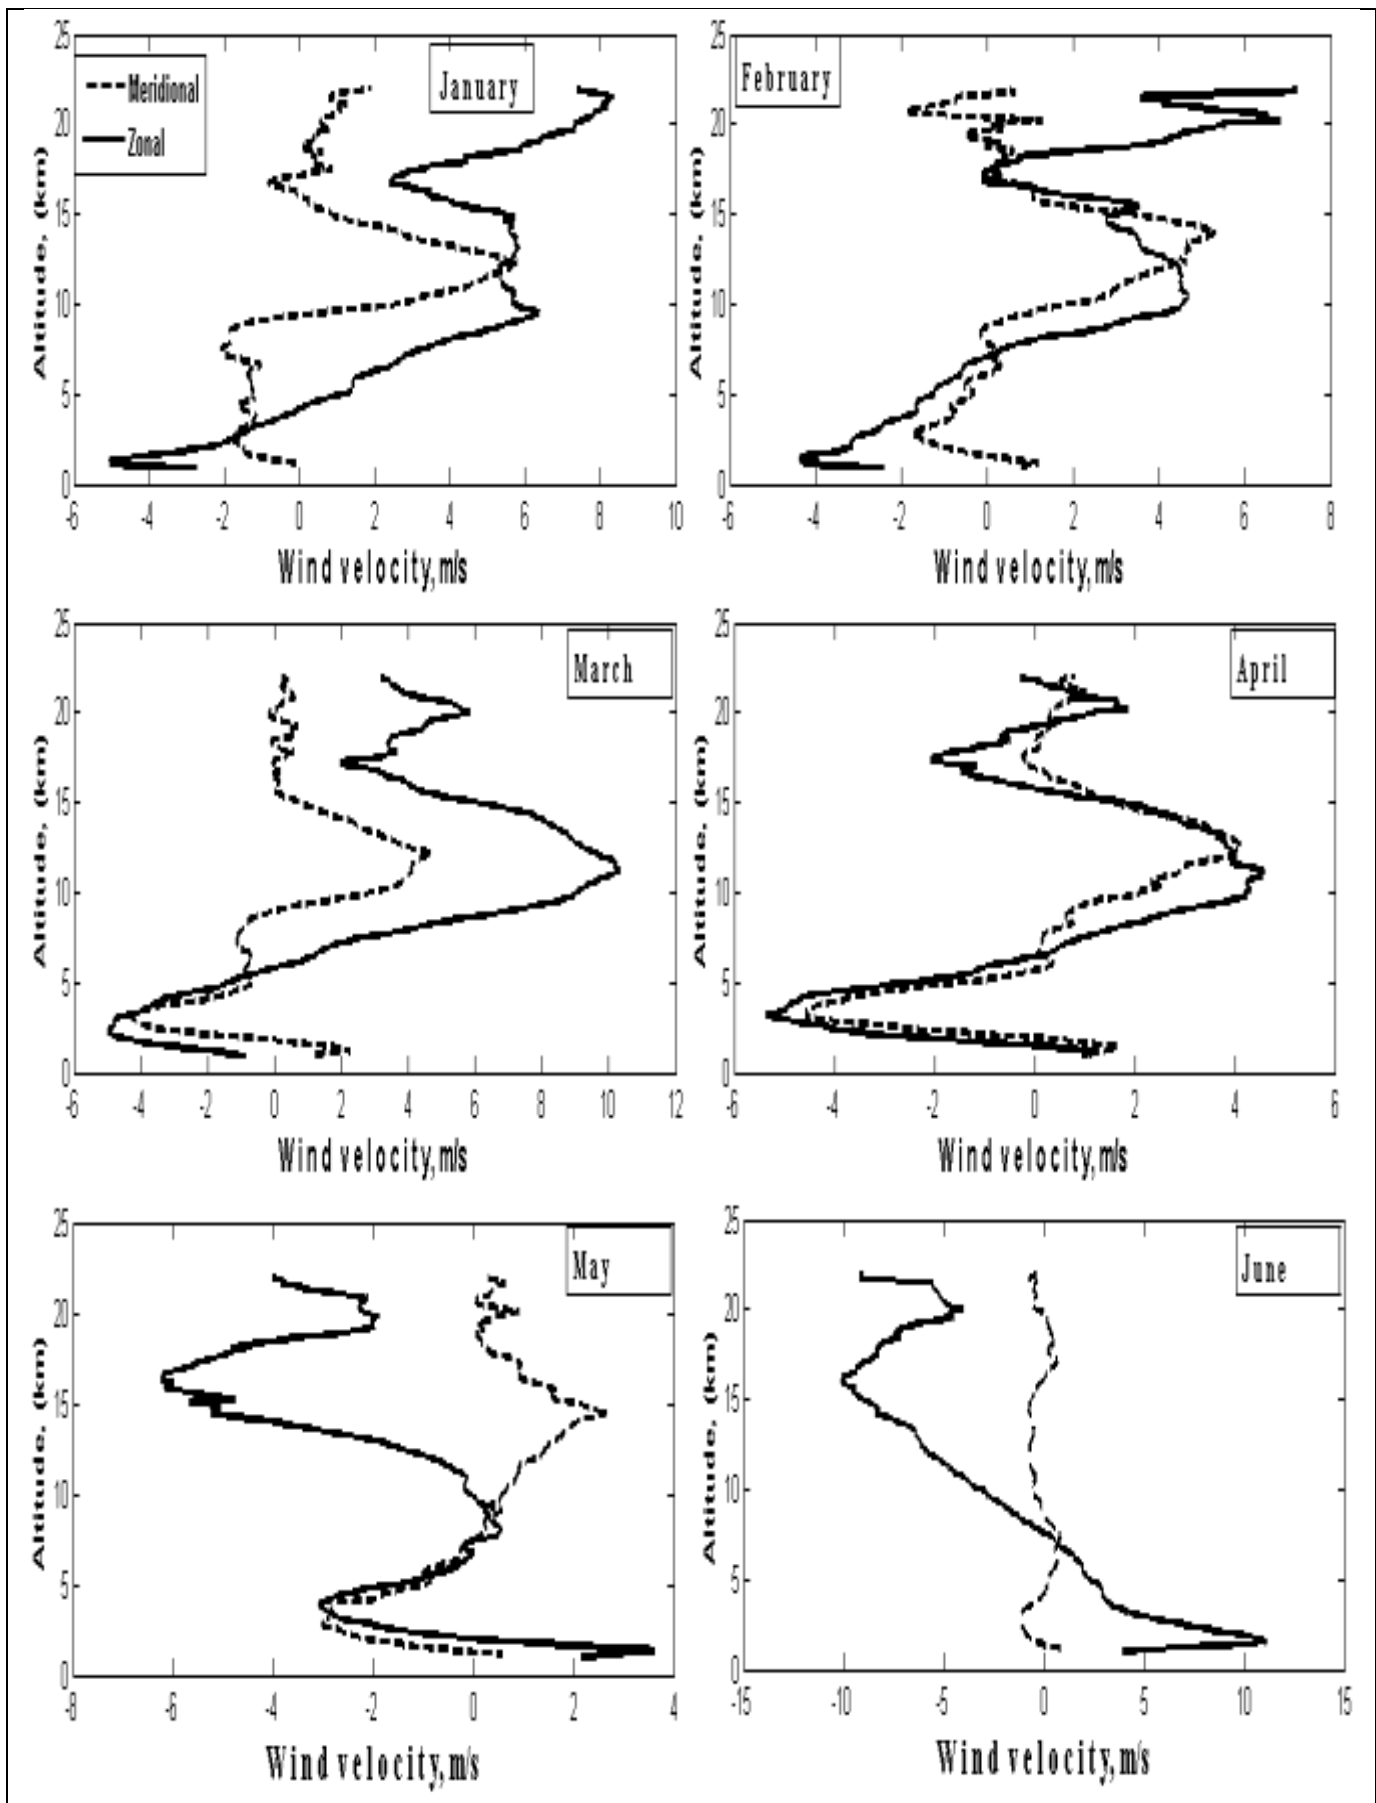 25
20
15
10
5
0
Altitude, (km)
Meridional
Zonal
January
-6 -4 -2 0 2 4 6 8 10
Wind velocity,m/s
25
20
15
10
5
0
Altitude, (km)
February
-6 -4 -2 0 2 4 6 8
Wind velocity,m/s
25
20
15
10
5
0
Altitude, (km)
March
-6 -4 -2 0 2 4 6 8 10 12
Wind velocity,m/s
25
20
15
10
5
0
Altitude, (km)
April
-6 -4 -2 0 2 4 6
Wind velocity,m/s
25
20
15
10
5
0
Altitude, (km)
May
-8 -6 -4 -2 0 2 4
Wind velocity,m/s
25
20
15
10
5
0
Altitude, (km)
June
-15 -10 -5 0 5 10 15
Wind velocity,m/s